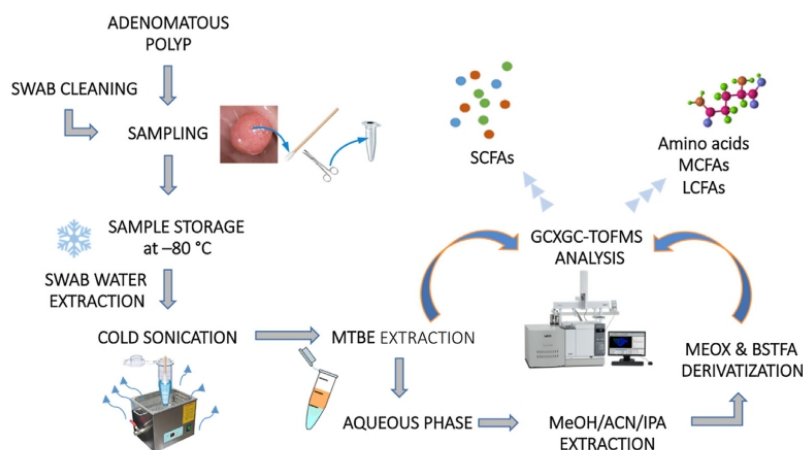 ADENOMATOUS
POLYP
SWAB CLEANING
SAMPLING
SAMPLE STORAGE
at –80 °C
SWAB WATER
EXTRACTION
COLD SONICATION
MTBE EXTRACTION
AQUEOUS PHASE
MeOH/ACN/IPA
EXTRACTION
MEOX & BSTFA
DERIVATIZATION
GCXGC-TOFMS
ANALYSIS
SCFAs
Amino acids
MCFAs
LCFAs